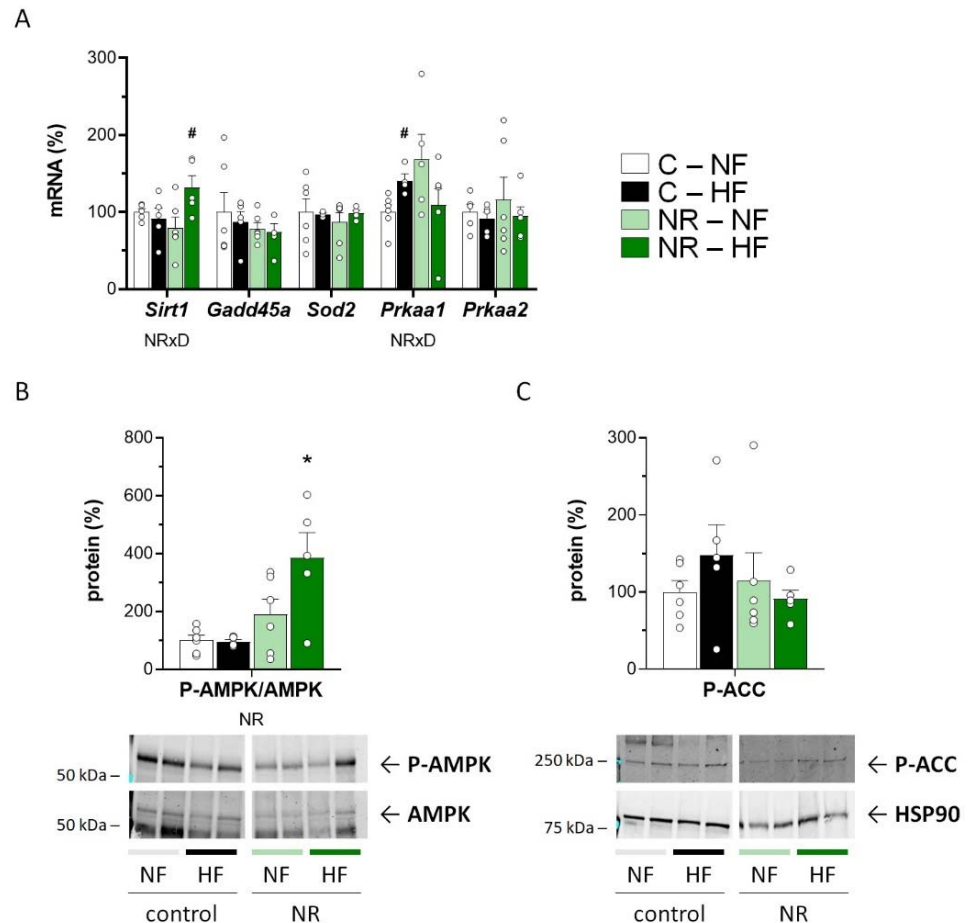 A
mRNA (%)
300
200
100
0
#
#
Sirt1 Gadd45a Sod2 Prkaa1 Prkaa2
NRxD NRxD
C – NF
C – HF
NR – NF
NR – HF
B
protein (%)
800
600
400
200
0
*
P-AMPK/AMPK
NR
50 kDa –
← P-AMPK
50 kDa –
← AMPK
NF HF NF HF
control NR
C
protein (%)
300
200
150
100
50
0
P-ACC
250 kDa –
← P-ACC
75 kDa –
← HSP90
NF HF NF HF
control NR